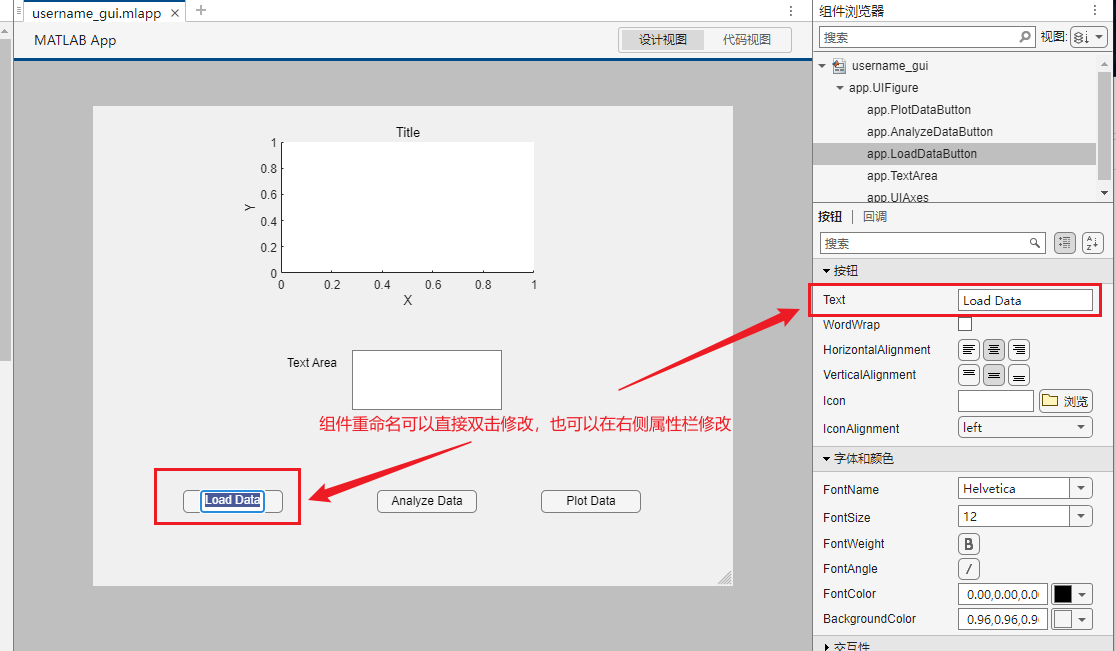 username_gui.mlapp
MATLAB App
设计视图 代码视图
Title
1
0.8
0.6
0.4
0.2
0
Y
0 0.2 0.4 0.6 0.8 1
X
Text Area
组件重命名可以直接双击修改，也可以在右侧属性栏修改
Load Data
Analyze Data
Plot Data
组件浏览器
搜索
视图:
username_gui
app.UIFigure
app.PlotDataButton
app.AnalyzeDataButton
app.LoadDataButton
app.TextArea
app.UIAxes
按钮 回调
搜索
按钮
Text Load Data
WordWrap
HorizontalAlignment
VerticalAlignment
Icon 浏览
IconAlignment left
字体和颜色
FontName Helvetica
FontSize 12
FontWeight B
FontAngle I
FontColor 0.00,0.00,0.0
BackgroundColor 0.96,0.96,0.9
交互性